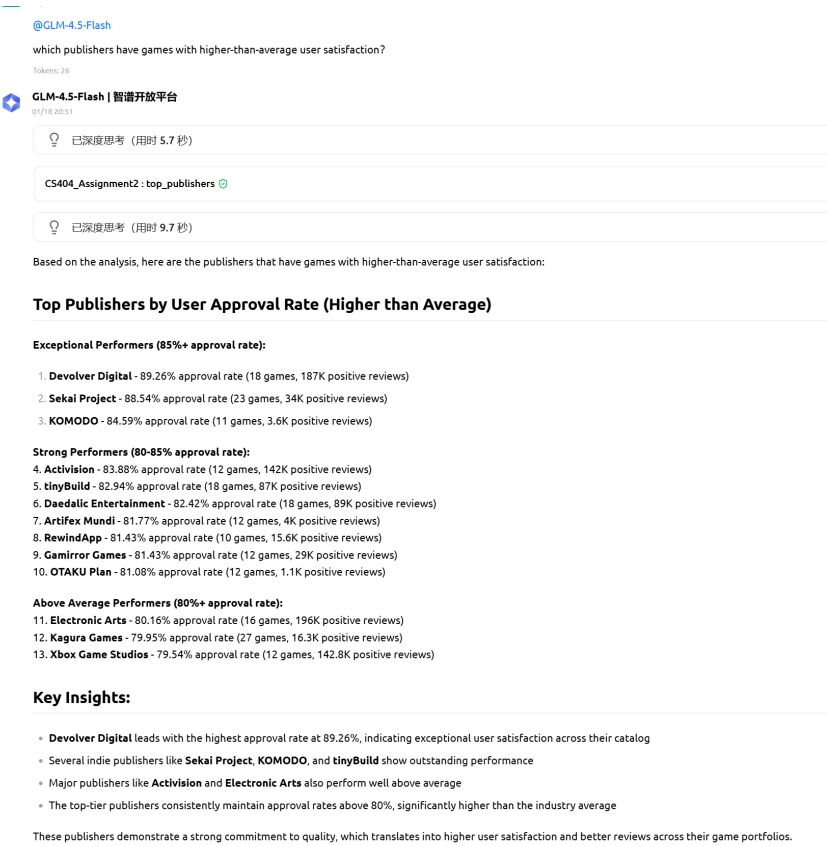 @GLM-4.5-Flash
which publishers have games with higher-than-average user satisfaction?
Tokens: 26
GLM-4.5-Flash | 智谱开放平台
01/18 20:51
已深度思考（用时 5.7 秒）
CS404_Assignment2 : top_publishers
已深度思考（用时 9.7 秒）
Based on the analysis, here are the publishers that have games with higher-than-average user satisfaction:
Top Publishers by User Approval Rate (Higher than Average)
Exceptional Performers (85%+ approval rate):
1. Devolver Digital - 89.26% approval rate (18 games, 187K positive reviews)
2. Sekai Project - 88.54% approval rate (23 games, 34K positive reviews)
3. KOMODO - 84.59% approval rate (11 games, 3.6K positive reviews)
Strong Performers (80-85% approval rate):
4. Activision - 83.88% approval rate (12 games, 142K positive reviews)
5. tinyBuild - 82.94% approval rate (18 games, 87K positive reviews)
6. Daedalic Entertainment - 82.42% approval rate (18 games, 89K positive reviews)
7. Artifex Mundi - 81.77% approval rate (12 games, 4K positive reviews)
8. RewindApp - 81.43% approval rate (10 games, 15.6K positive reviews)
9. Gamirror Games - 81.43% approval rate (12 games, 29K positive reviews)
10. OTAKU Plan - 81.08% approval rate (12 games, 1.1K positive reviews)
Above Average Performers (80%+ approval rate):
11. Electronic Arts - 80.16% approval rate (16 games, 196K positive reviews)
12. Kagura Games - 79.95% approval rate (27 games, 16.3K positive reviews)
13. Xbox Game Studios - 79.54% approval rate (12 games, 142.8K positive reviews)
Key Insights:
• Devolver Digital leads with the highest approval rate at 89.26%, indicating exceptional user satisfaction across their catalog
• Several indie publishers like Sekai Project, KOMODO, and tinyBuild show outstanding performance
• Major publishers like Activision and Electronic Arts also perform well above average
• The top-tier publishers consistently maintain approval rates above 80%, significantly higher than the industry average
These publishers demonstrate a strong commitment to quality, which translates into higher user satisfaction and better reviews across their game portfolios.